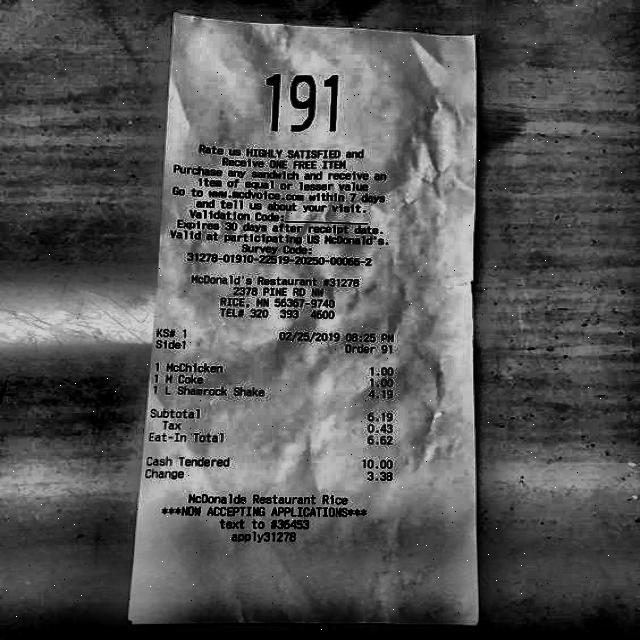 191
Rate us HIGHLY SATISFIED and
Receive ONE FREE ITEM
Purchase any sandwich and receive an
item of equal or lesser value
Go to www.mcdvoice.com within 7 days
and tell us about your visit.
Validation Code:
Expires 30 days after receipt date.
Valid at participating US McDonald's.
Survey Code:
31278-01910-22519-20250-00066-2
McDonald's Restaurant #31278
2378 PINE RD NW
RICE, MN 56367-9740
TEL# 320 393 4600
KS# 1 02/25/2019 08:25 PM
Side1 Order 91
1 McChicken 1.00
1 M Coke 1.00
1 L Shamrock Shake 4.19
Subtotal 6.19
Tax 0.43
Eat-In Total 6.62
Cash Tendered 10.00
Change 3.38
McDonalds Restaurant Rice
***NOW ACCEPTING APPLICATIONS***
text to #36453
apply31278